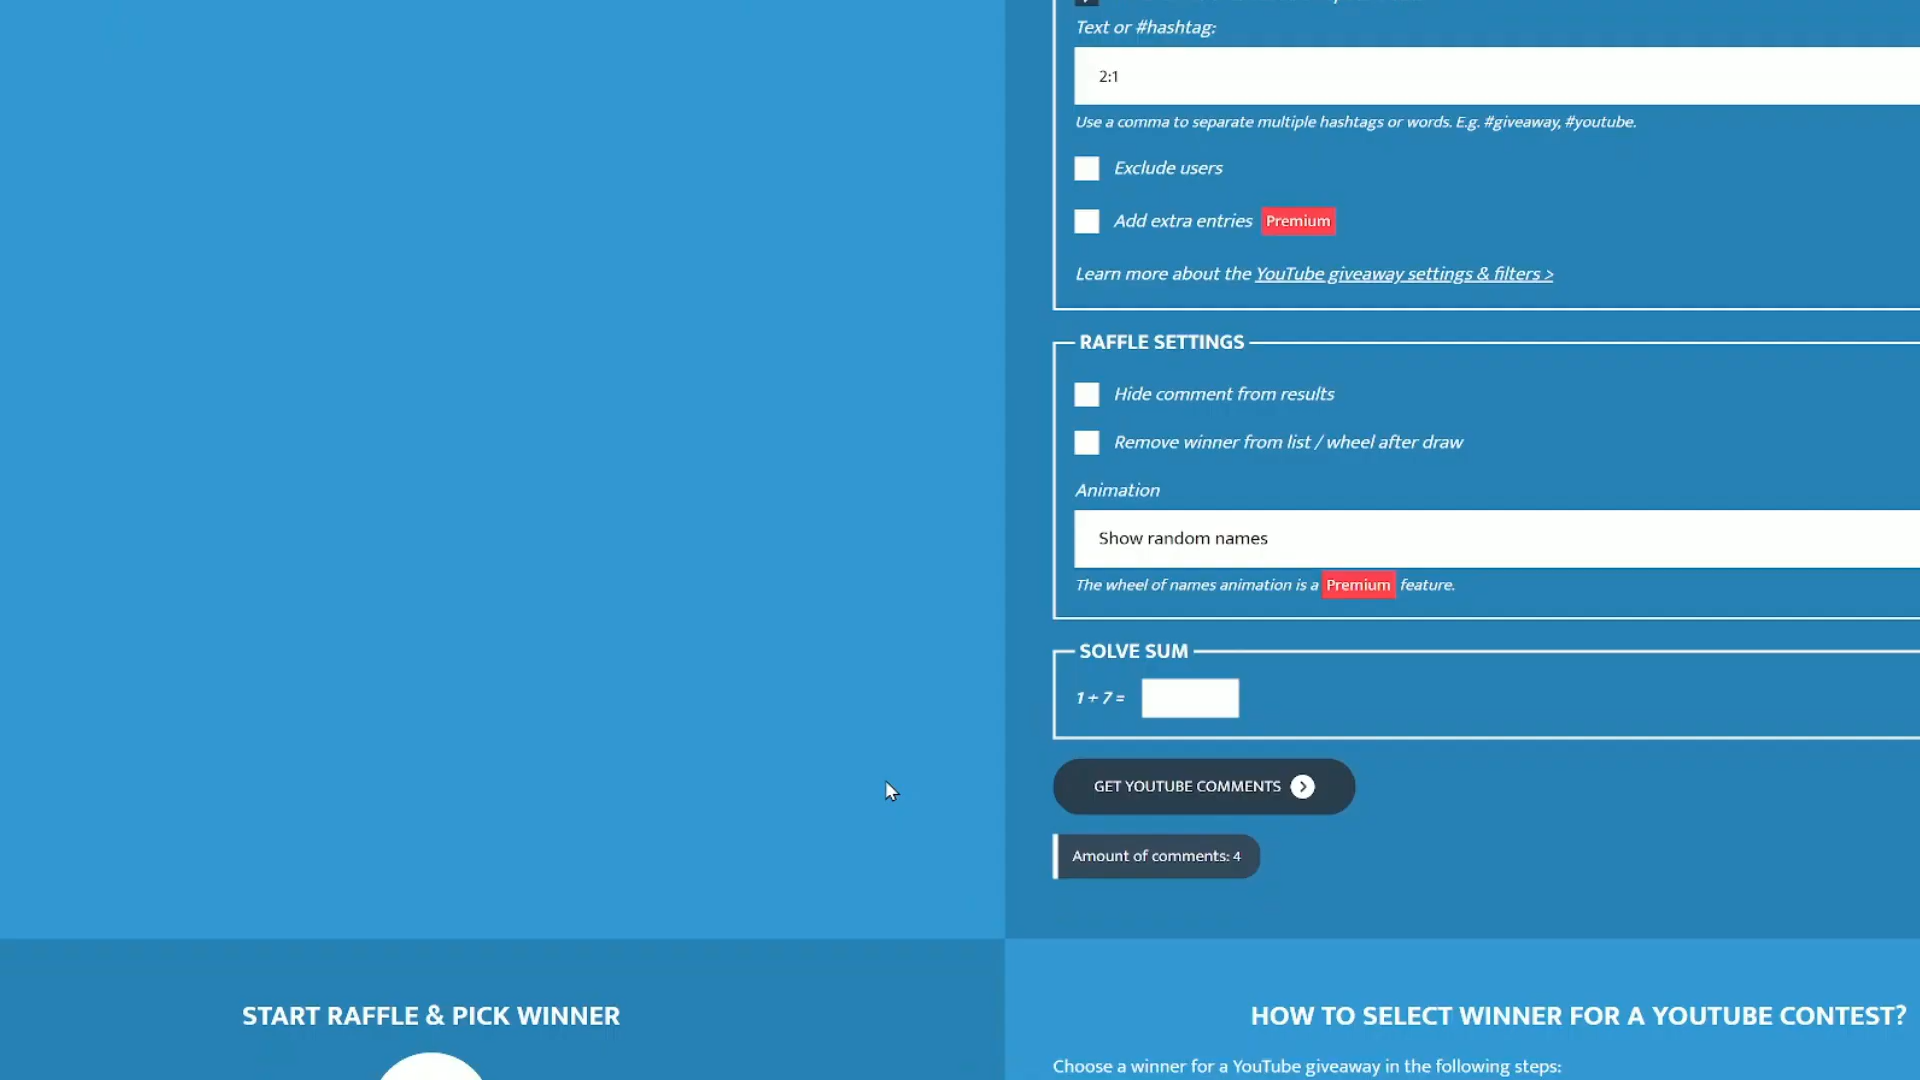 Text or #hashtag:
2:1
Use a comma to separate multiple hashtags or words. E.g. #giveaway, #youtube.
Exclude users
Add extra entries Premium
Learn more about the YouTube giveaway settings & filters >
RAFFLE SETTINGS
Hide comment from results
Remove winner from list / wheel after draw
Animation
Show random names
The wheel of names animation is a Premium feature.
SOLVE SUM
1 + 7 =
GET YOUTUBE COMMENTS
Amount of comments: 4
START RAFFLE & PICK WINNER
HOW TO SELECT WINNER FOR A YOUTUBE CONTEST?
Choose a winner for a YouTube giveaway in the following steps: